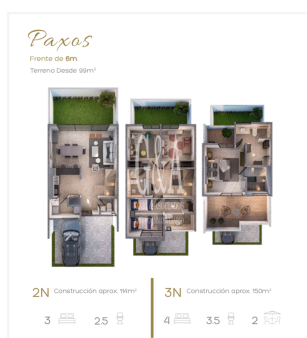 Paxos
Frente de 6m
Terreno Desde 99m²
G&A
2N Construcción aprox. 114m²
3 2.5
3N Construcción aprox. 150m²
4 3.5 2